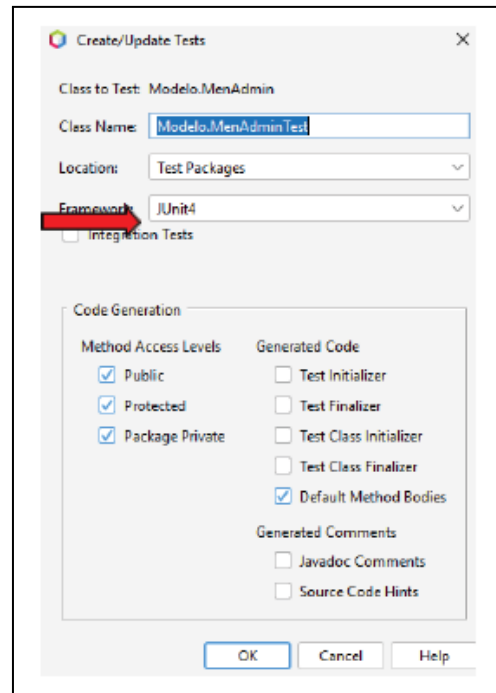 Create/Update Tests
Class to Test: Modelo.MenAdmin
Class Name: Modelo.MenAdminTest
Location: Test Packages
Framework: JUnit4
Integration Tests
Code Generation
Method Access Levels Generated Code
Public Test Initializer
Protected Test Finalizer
Package Private Test Class Initializer
Test Class Finalizer
Default Method Bodies
Generated Comments
Javadoc Comments
Source Code Hints
OK Cancel Help